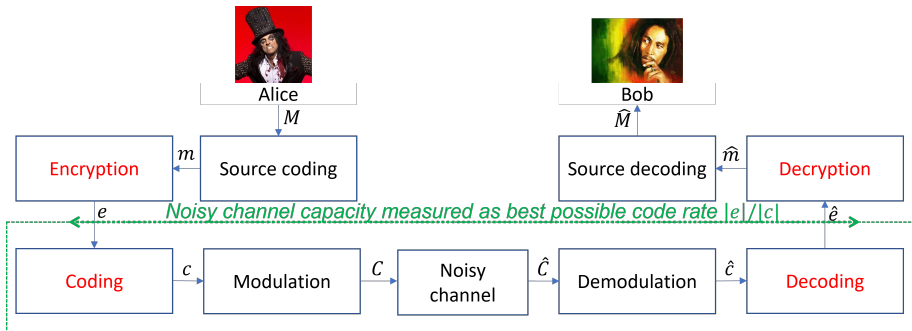 Alice
Bob
M
M̂
Encryption
m
Source coding
Source decoding
m̂
Decryption
e
Noisy channel capacity measured as best possible code rate |e|/|c|
ê
Coding
c
Modulation
C
Noisy
channel
Ĉ
Demodulation
ĉ
Decoding